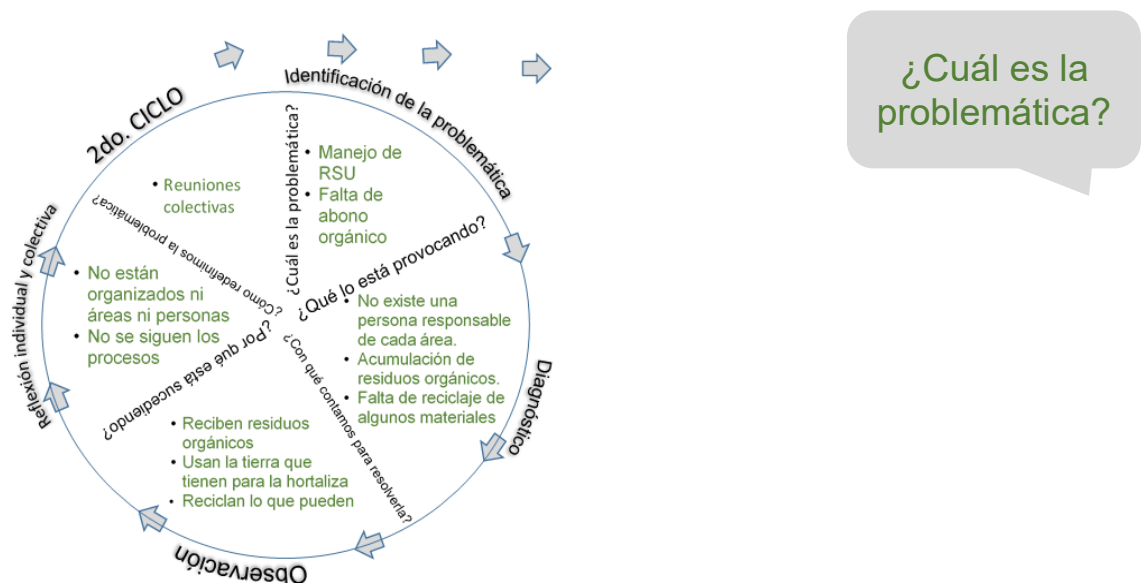 ¿Cuál es la
problemática?
2do. CICLO
Identificación de la problemática
¿Cuál es la problemática?
• Manejo de
RSU
• Falta de
abono
orgánico
¿Qué lo está provocando?
• No existe una
persona responsable
de cada área.
• Acumulación de
residuos orgánicos.
• Falta de reciclaje de
algunos materiales
Diagnóstico
¿Con qué contamos para resolverla?
• Reciben residuos
orgánicos
• Usan la tierra que
tienen para la hortaliza
• Reciclan lo que pueden
Observación
¿Por qué está sucediendo?
• No están
organizados ni
áreas ni personas
• No se siguen los
procesos
Reflexión individual y colectiva
¿Cómo redefinimos la problemática?
• Reuniones
colectivas